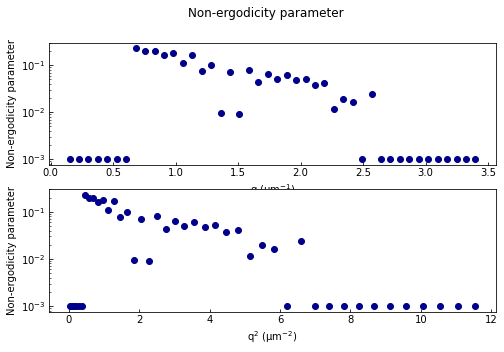 Non-ergodicity parameter
Non-ergodicity parameter
10⁻¹
10⁻²
10⁻³
0.0 0.5 1.0 1.5 2.0 2.5 3.0 3.5
q (μm⁻¹)
Non-ergodicity parameter
10⁻¹
10⁻²
10⁻³
0 2 4 6 8 10 12
q² (μm⁻²)